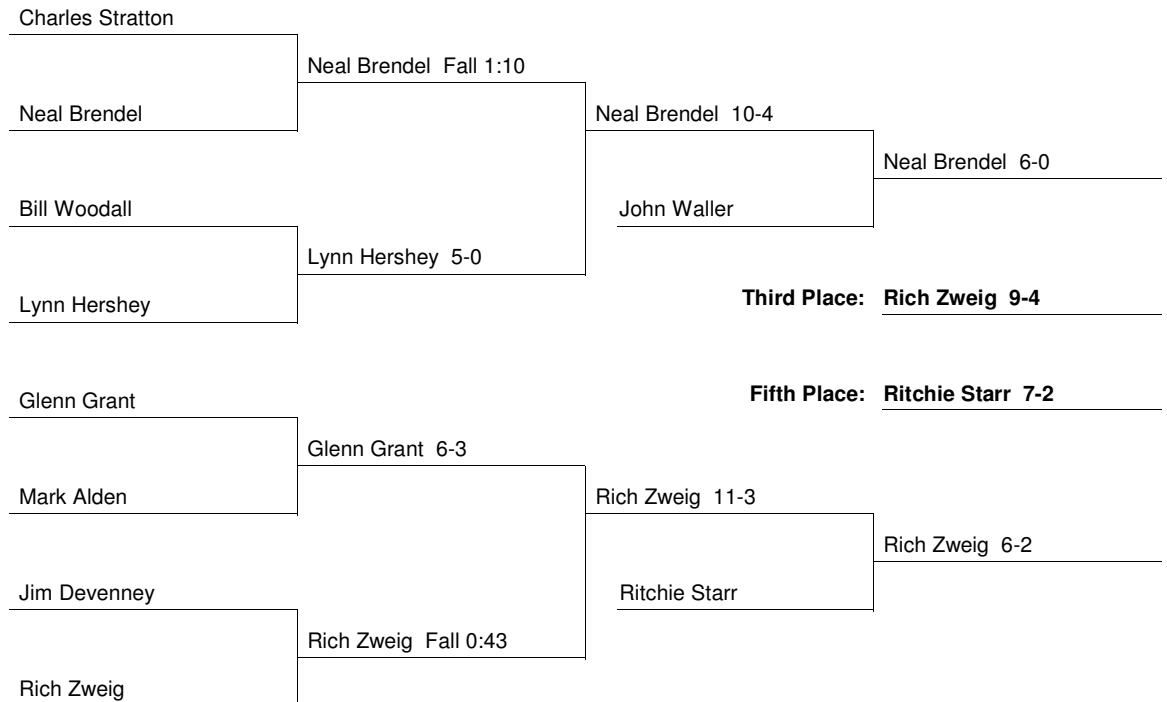 Charles Stratton
Neal Brendel  Fall 1:10
Neal Brendel
Neal Brendel  10-4
Neal Brendel  6-0
Bill Woodall
John Waller
Lynn Hershey  5-0
Lynn Hershey
Third Place:  Rich Zweig  9-4
Glenn Grant
Fifth Place:  Ritchie Starr  7-2
Glenn Grant  6-3
Mark Alden
Rich Zweig  11-3
Rich Zweig  6-2
Jim Devenney
Ritchie Starr
Rich Zweig  Fall 0:43
Rich Zweig